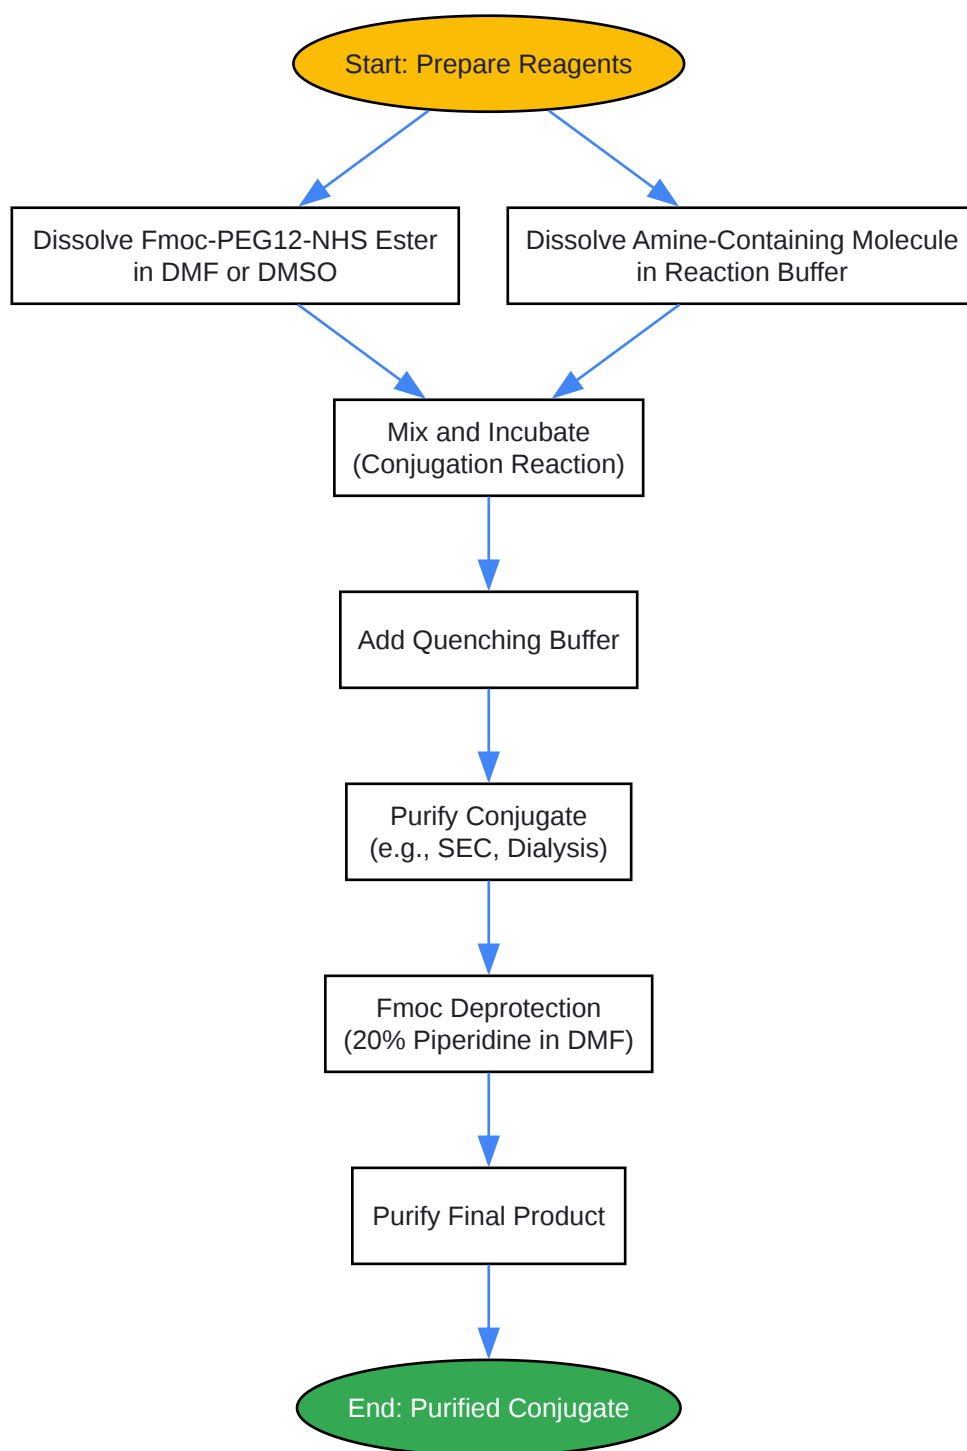 Start: Prepare Reagents
Dissolve Fmoc-PEG12-NHS Ester
in DMF or DMSO
Dissolve Amine-Containing Molecule
in Reaction Buffer
Mix and Incubate
(Conjugation Reaction)
Add Quenching Buffer
Purify Conjugate
(e.g., SEC, Dialysis)
Fmoc Deprotection
(20% Piperidine in DMF)
Purify Final Product
End: Purified Conjugate